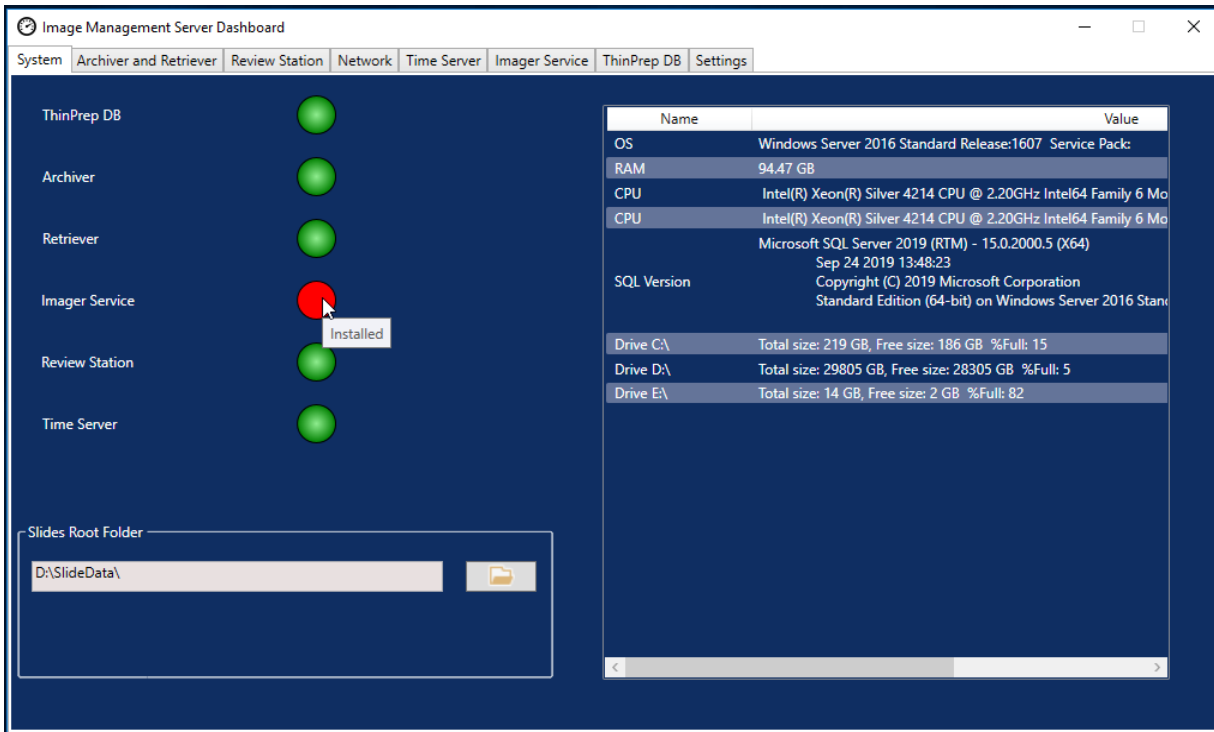 Image Management Server Dashboard
System Archiver and Retriever Review Station Network Time Server Imager Service ThinPrep DB Settings
ThinPrep DB
Archiver
Retriever
Imager Service
Installed
Review Station
Time Server
Slides Root Folder
D:\SlideData\
Name Value
OS Windows Server 2016 Standard Release:1607 Service Pack:
RAM 94.47 GB
CPU Intel(R) Xeon(R) Silver 4214 CPU @ 2.20GHz Intel64 Family 6 Mo
CPU Intel(R) Xeon(R) Silver 4214 CPU @ 2.20GHz Intel64 Family 6 Mo
SQL Version Microsoft SQL Server 2019 (RTM) - 15.0.2000.5 (X64)
Sep 24 2019 13:48:23
Copyright (C) 2019 Microsoft Corporation
Standard Edition (64-bit) on Windows Server 2016 Stan
Drive C:\ Total size: 219 GB, Free size: 186 GB %Full: 15
Drive D:\ Total size: 29805 GB, Free size: 28305 GB %Full: 5
Drive E:\ Total size: 14 GB, Free size: 2 GB %Full: 82